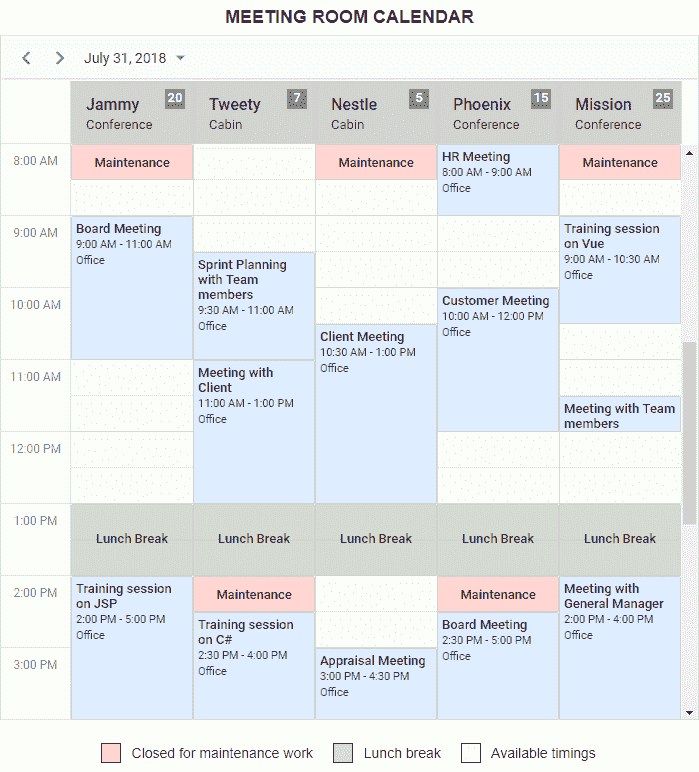 MEETING ROOM CALENDAR
July 31, 2018
Jammy
Conference
20
Tweety
Cabin
7
Nestle
Cabin
5
Phoenix
Conference
15
Mission
Conference
25
8:00 AM
9:00 AM
10:00 AM
11:00 AM
12:00 PM
1:00 PM
2:00 PM
3:00 PM
Maintenance
Board Meeting
9:00 AM - 11:00 AM
Office
Lunch Break
Training session
on JSP
2:00 PM - 5:00 PM
Office
Sprint Planning
with Team
members
9:30 AM - 11:00 AM
Office
Meeting with
Client
11:00 AM - 1:00 PM
Office
Lunch Break
Maintenance
Training session
on C#
2:30 PM - 4:00 PM
Office
Maintenance
Client Meeting
10:30 AM - 1:00 PM
Office
Lunch Break
Appraisal Meeting
3:00 PM - 4:30 PM
Office
HR Meeting
8:00 AM - 9:00 AM
Office
Customer Meeting
10:00 AM - 12:00 PM
Office
Lunch Break
Maintenance
Board Meeting
2:30 PM - 5:00 PM
Office
Maintenance
Training session
on Vue
9:00 AM - 10:30 AM
Office
Meeting with Team
members
Lunch Break
Meeting with
General Manager
2:00 PM - 4:00 PM
Office
Closed for maintenance work
Lunch break
Available timings